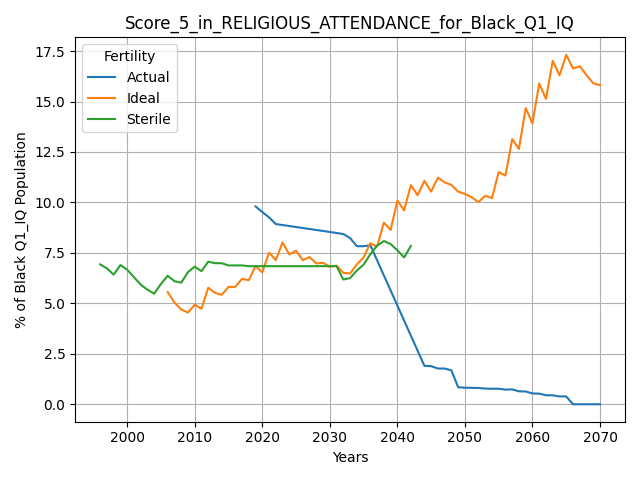 Score_5_in_RELIGIOUS_ATTENDANCE_for_Black_Q1_IQ
Fertility
Actual
Ideal
Sterile
% of Black Q1_IQ Population
17.5
15.0
12.5
10.0
7.5
5.0
2.5
0.0
2000
2010
2020
2030
2040
2050
2060
2070
Years